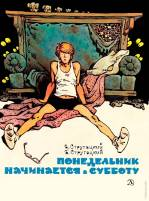 А. Стругацкий
Б. Стругацкий
ПОНЕДЕЛЬНИК
НАЧИНАЕТСЯ В СУББОТУ